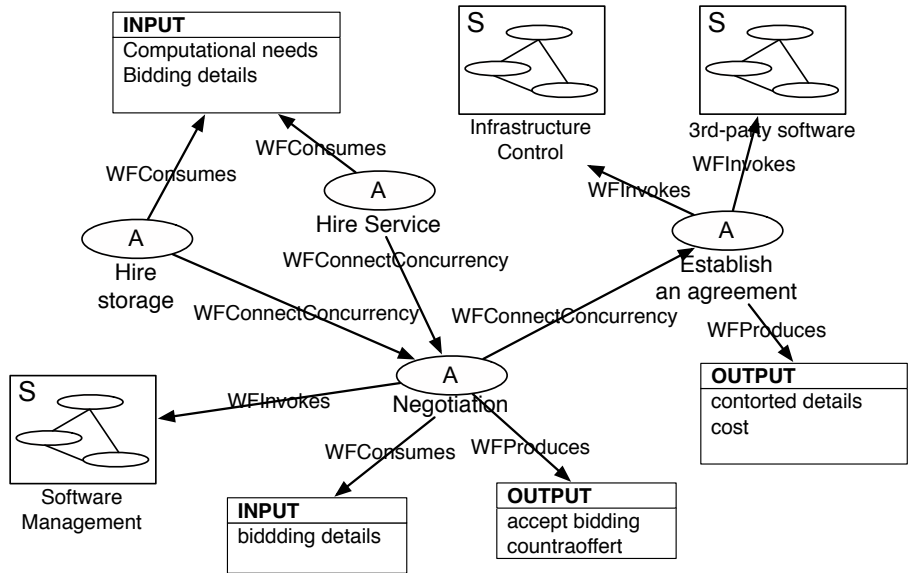 INPUT
Computational needs
Bidding details
S
S
Infrastructure
Control
3rd-party software
WFConsumes
WFConsumes
WFInvokes
WFInvokes
A
Hire Service
A
Hire
storage
A
Establish
an agreement
WFConnectConcurrency
WFConnectConcurrency
WFConnectConcurrency
WFProduces
A
Negotiation
S
Software
Management
WFInvokes
WFConsumes
WFProduces
OUTPUT
contorted details
cost
INPUT
biddding details
OUTPUT
accept bidding
countraoffert